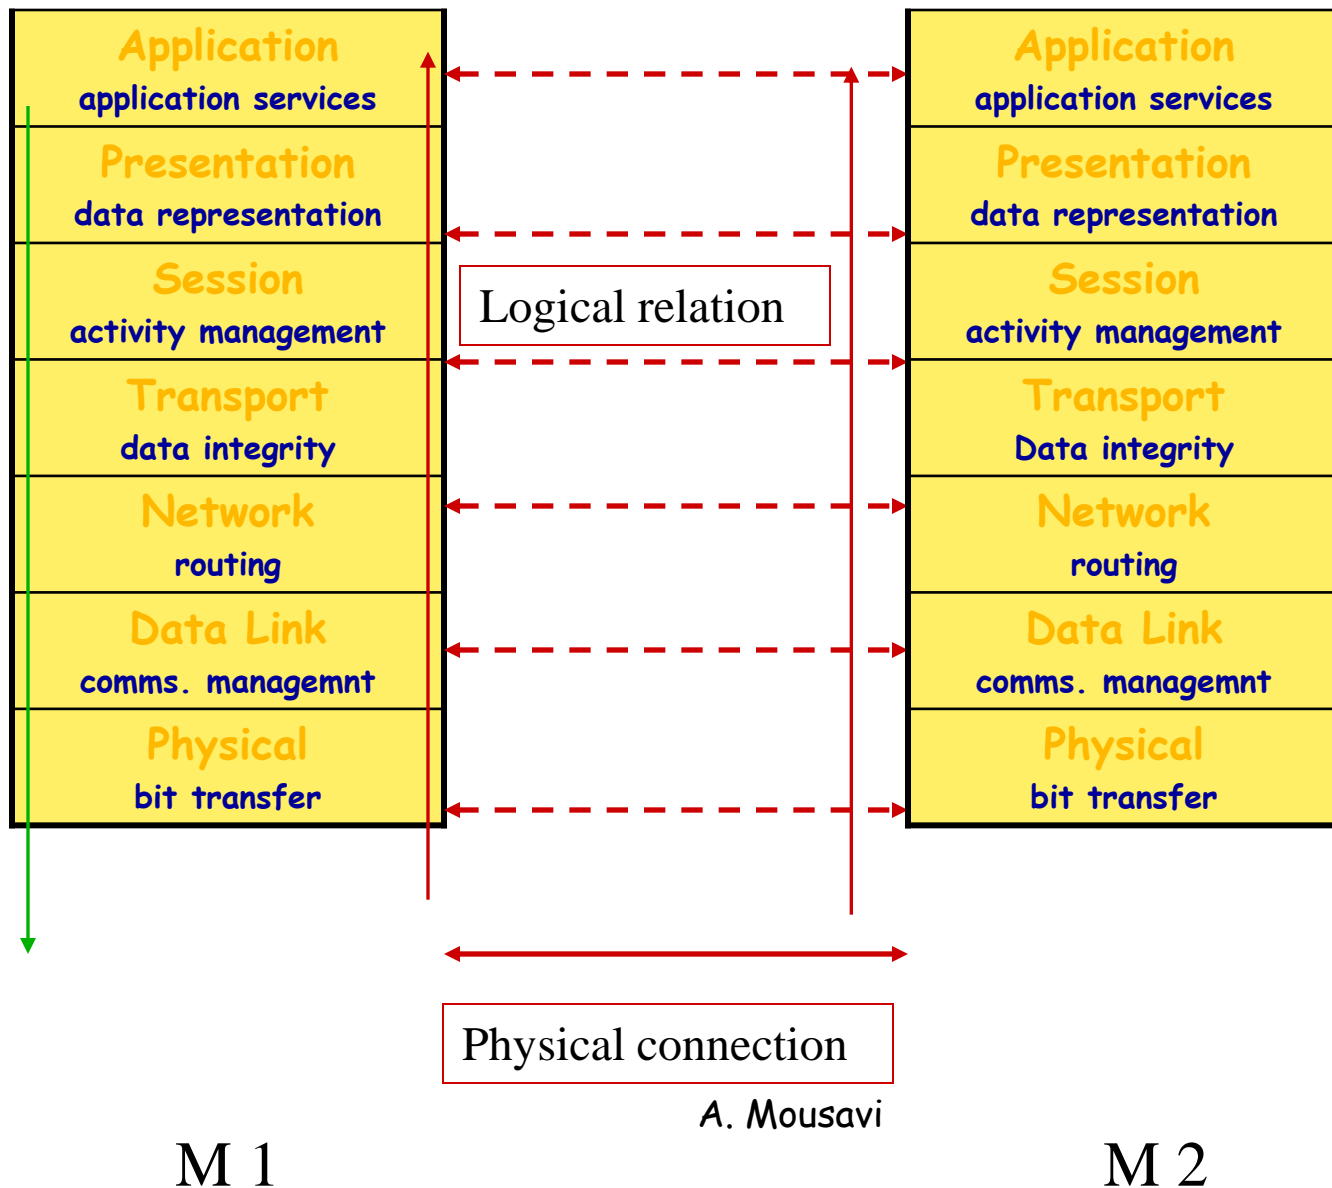 Application
application services
Presentation
data representation
Session
activity management
Transport
data integrity
Network
routing
Data Link
comms. managemnt
Physical
bit transfer
Logical relation
Application
application services
Presentation
data representation
Session
activity management
Transport
Data integrity
Network
routing
Data Link
comms. managemnt
Physical
bit transfer
Physical connection
A. Mousavi
M 1
M 2